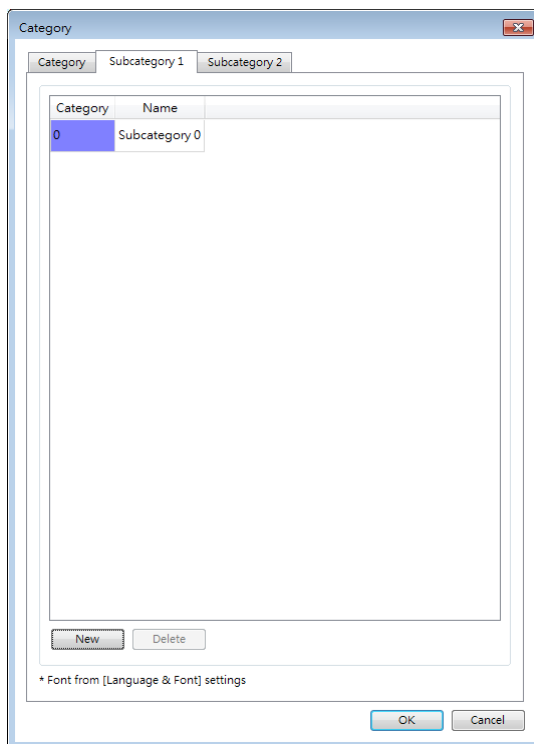 Category
Category Subcategory 1 Subcategory 2
Category Name
0 Subcategory 0
New Delete
* Font from [Language & Font] settings
OK Cancel